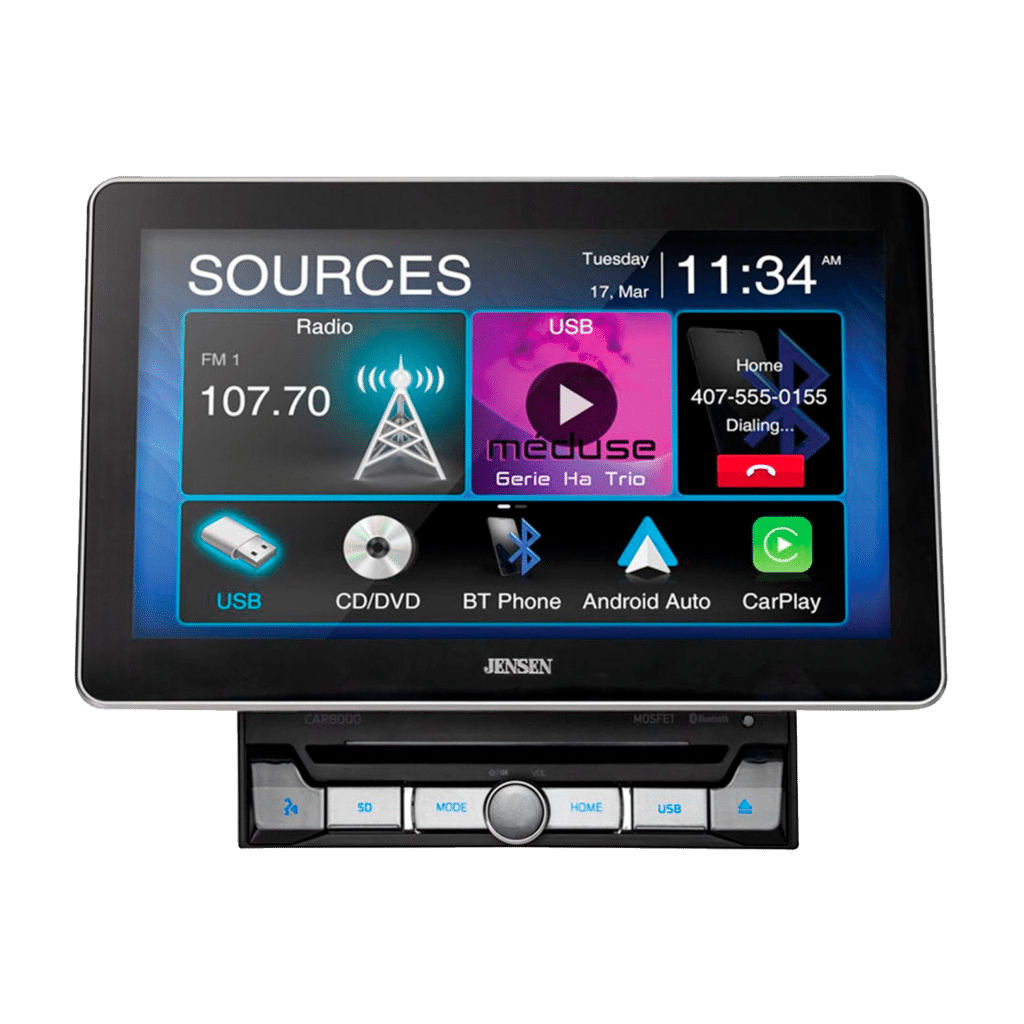 SOURCES
Tuesday
17, Mar
11:34 AM
Radio
FM 1
107.70
USB
méduse
Gerie Ha Trio
Home
407-555-0155
Dialing...
USB
CD/DVD
BT Phone
Android Auto
CarPlay
JENSEN
CAR8000
MOSFET
Bluetooth
VOL
SD
MODE
HOME
USB